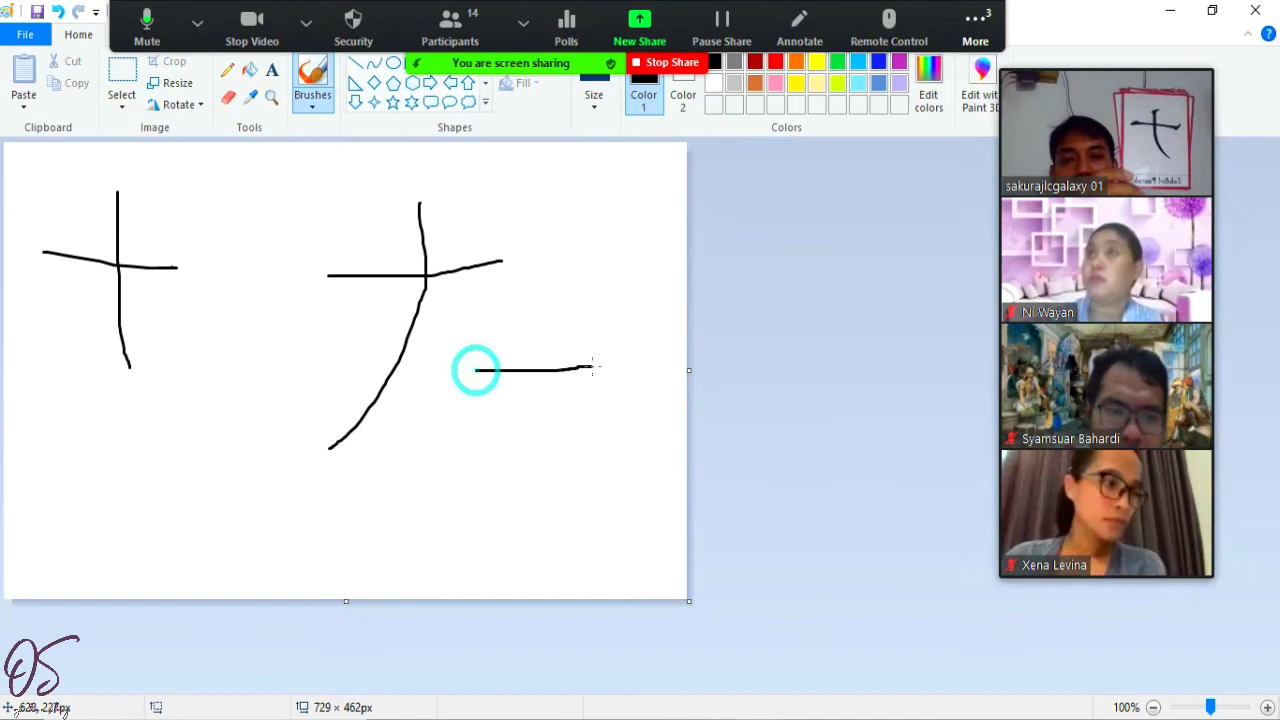 14
3
Mute
Stop Video
Security
Participants
Polls
New Share
Pause Share
Annotate
Remote Control
More
You are screen sharing
Stop Share
File
Home
Paste
Cut
Copy
Clipboard
Select
Crop
Resize
Rotate
Image
A
Tools
Brushes
Shapes
Fill
Size
Color 1
Color 2
Edit colors
Edit with Paint 3D
Colors
sakurajlcgalaxy 01
Ni Wayan
Syamsuar Bahardi
Xena Levina
OS
729 × 462px
100%